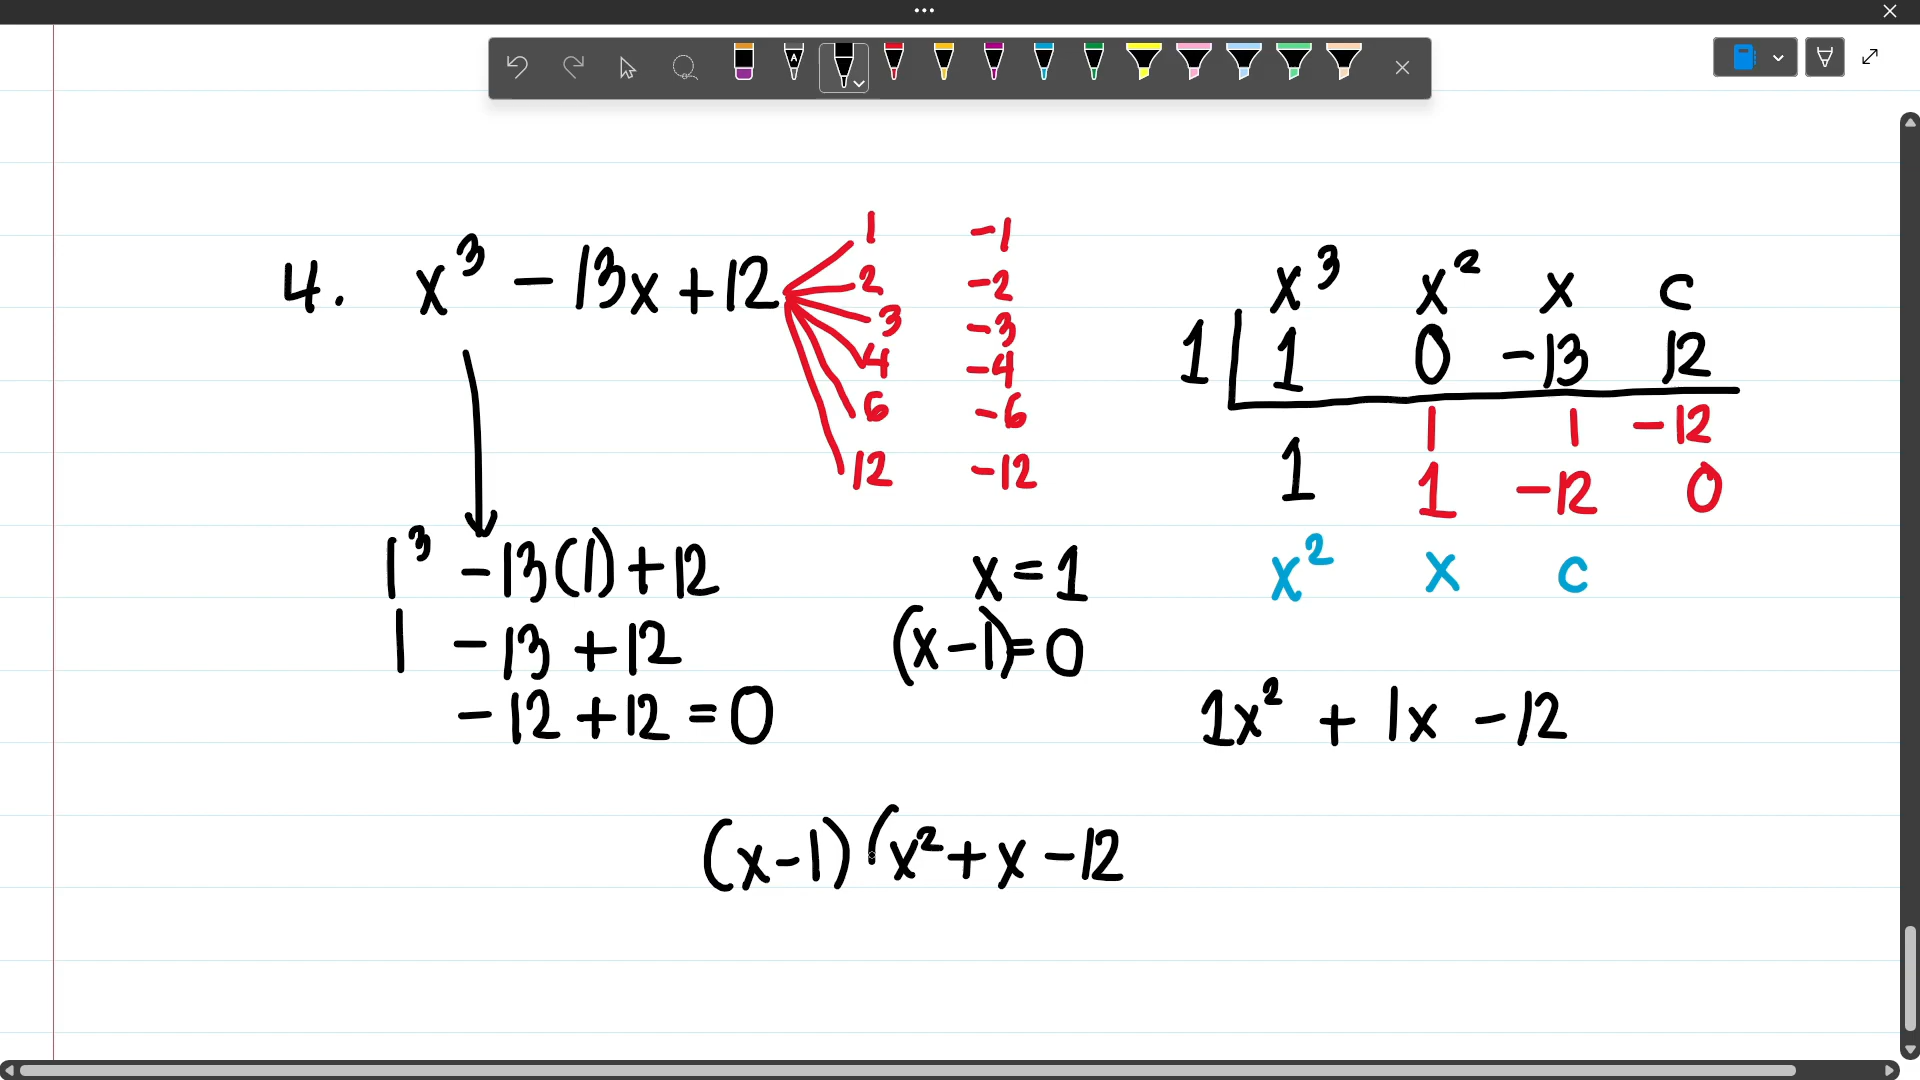 4. x³ - 13x + 12
1 -1
2 -2
3 -3
4 -4
6 -6
12 -12
x³ x² x c
1 1 0 -13 12
1 1 -12
1 1 -12 0
x² x c
1³ - 13(1) + 12
1 - 13 + 12
- 12 + 12 = 0
x = 1
(x - 1) = 0
1x² + 1x - 12
(x - 1) (x² + x - 12